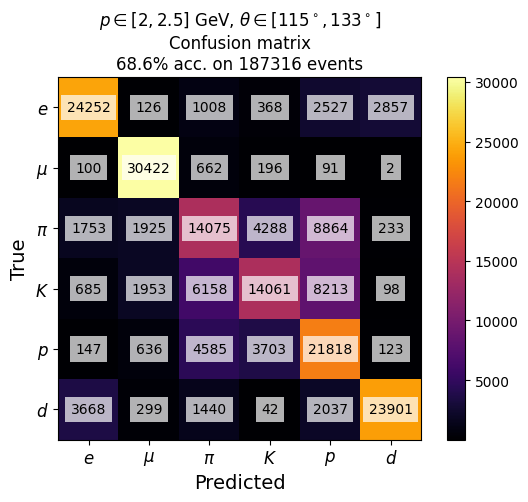 p ∈ [2, 2.5] GeV, θ ∈ [115°, 133°]
Confusion matrix
68.6% acc. on 187316 events
e 24252 126 1008 368 2527 2857
μ 100 30422 662 196 91 2
π 1753 1925 14075 4288 8864 233
K 685 1953 6158 14061 8213 98
p 147 636 4585 3703 21818 123
d 3668 299 1440 42 2037 23901
e μ π K p d
Predicted
True
30000
25000
20000
15000
10000
5000